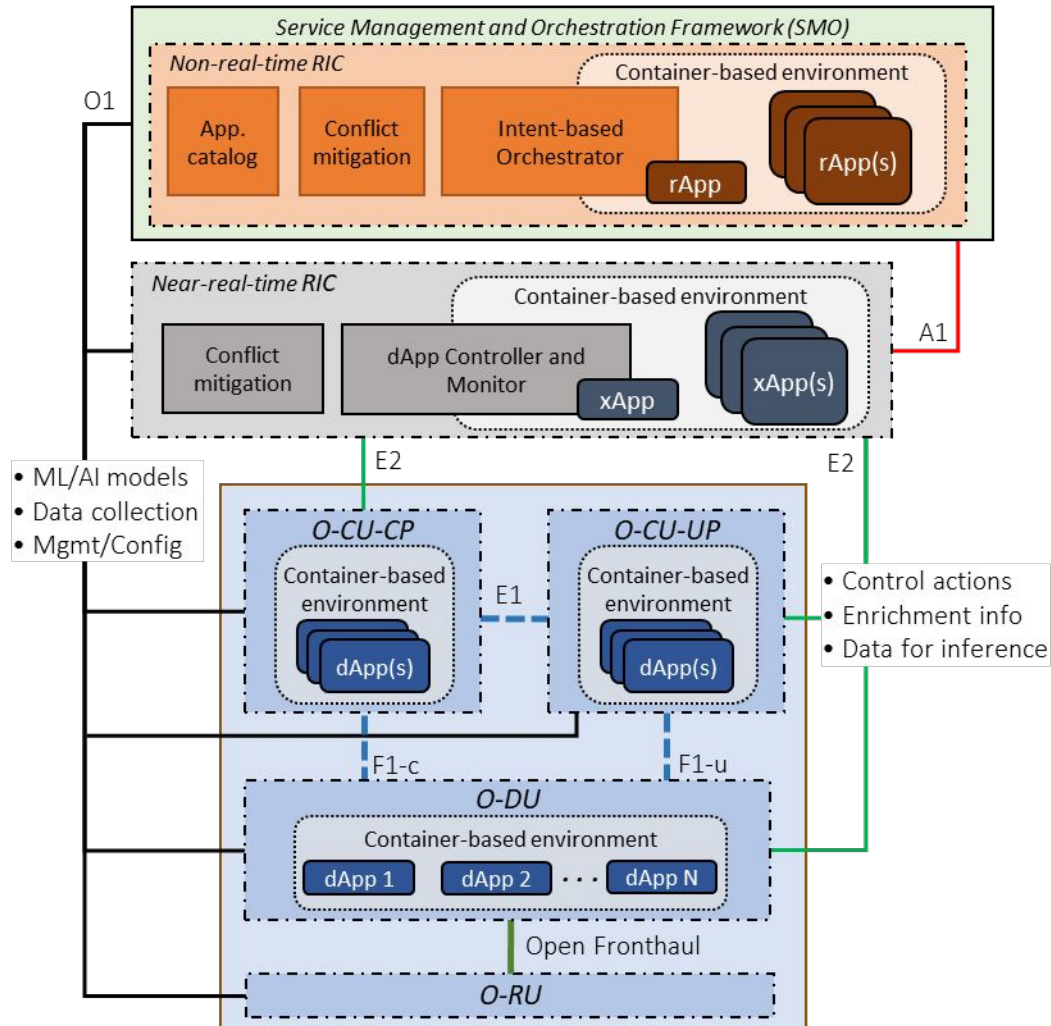 Service Management and Orchestration Framework (SMO)
Non-real-time RIC
Container-based environment
O1
App.
catalog
Conflict
mitigation
Intent-based
Orchestrator
rApp
rApp(s)
Near-real-time RIC
Container-based environment
A1
Conflict
mitigation
dApp Controller and
Monitor
xApp
xApp(s)
E2
E2
• ML/AI models
• Data collection
• Mgmt/Config
O-CU-CP
Container-based
environment
dApp(s)
E1
O-CU-UP
Container-based
environment
dApp(s)
• Control actions
• Enrichment info
• Data for inference
F1-c
F1-u
O-DU
Container-based environment
dApp 1
dApp 2
···
dApp N
Open Fronthaul
O-RU